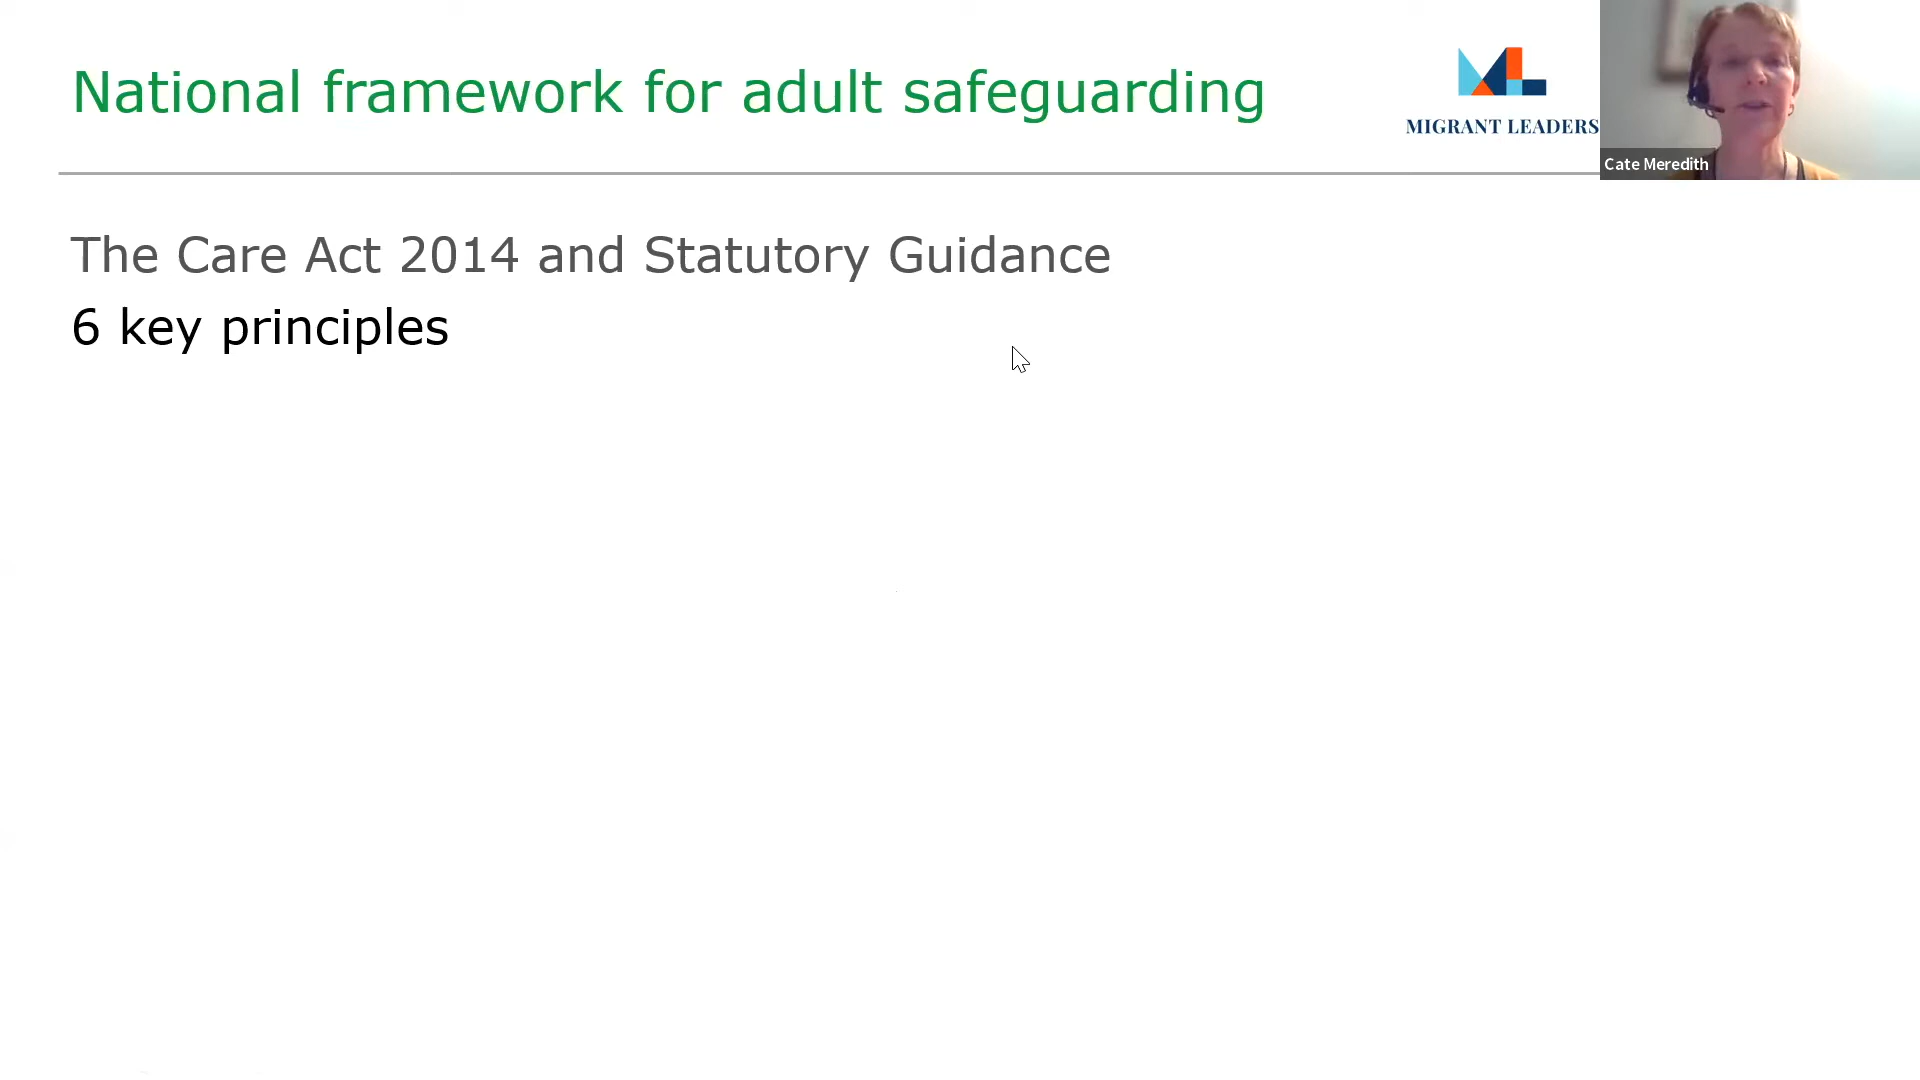 National framework for adult safeguarding
MIGRANT LEADERS
Cate Meredith
The Care Act 2014 and Statutory Guidance
6 key principles